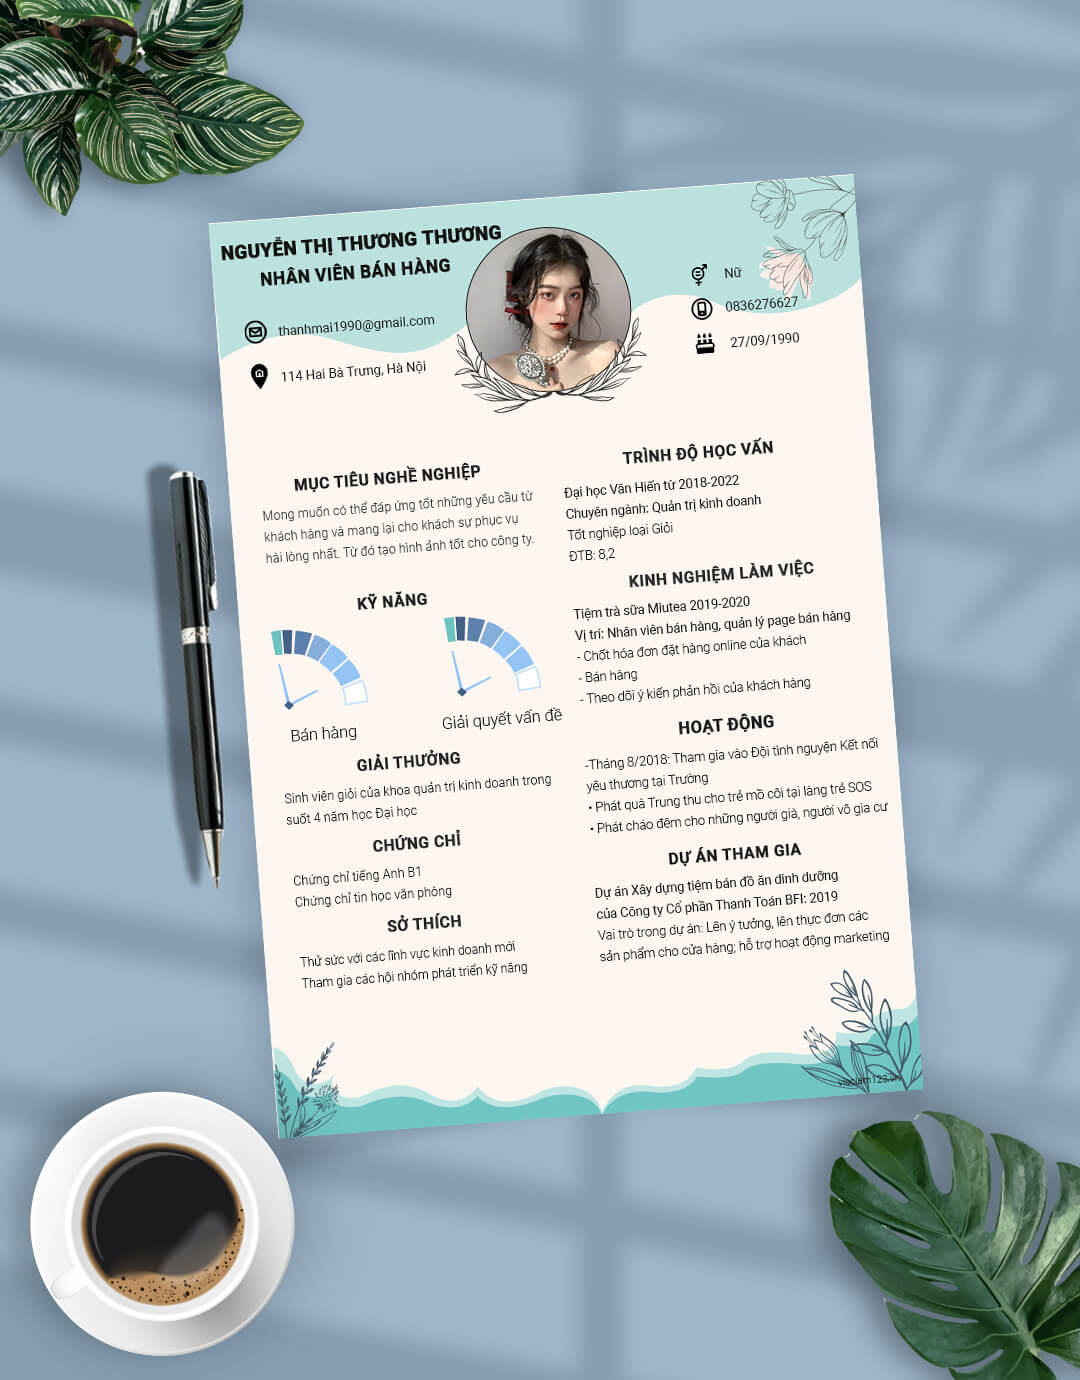 NGUYỄN THỊ THƯƠNG THƯƠNG
NHÂN VIÊN BÁN HÀNG
thanhmai1990@gmail.com
114 Hai Bà Trưng, Hà Nội
Nữ
0836276627
27/09/1990
MỤC TIÊU NGHỀ NGHIỆP
Mong muốn có thể đáp ứng tốt những yêu cầu từ
khách hàng và mang lại cho khách sự phục vụ
hài lòng nhất. Từ đó tạo hình ảnh tốt cho công ty.
KỸ NĂNG
Bán hàng
Giải quyết vấn đề
GIẢI THƯỞNG
Sinh viên giỏi của khoa quản trị kinh doanh trong
suốt 4 năm học Đại học
CHỨNG CHỈ
Chứng chỉ tiếng Anh B1
Chứng chỉ tin học văn phòng
SỞ THÍCH
Thử sức với các lĩnh vực kinh doanh mới
Tham gia các hội nhóm phát triển kỹ năng
TRÌNH ĐỘ HỌC VẤN
Đại học Văn Hiến từ 2018-2022
Chuyên ngành: Quản trị kinh doanh
Tốt nghiệp loại Giỏi
ĐTB: 8,2
KINH NGHIỆM LÀM VIỆC
Tiệm trà sữa Miutea 2019-2020
Vị trí: Nhân viên bán hàng, quản lý page bán hàng
- Chốt hóa đơn đặt hàng online của khách
- Bán hàng
- Theo dõi ý kiến phản hồi của khách hàng
HOẠT ĐỘNG
-Tháng 8/2018: Tham gia vào Đội tình nguyện Kết nối
yêu thương tại Trường
• Phát quà Trung thu cho trẻ mồ côi tại làng trẻ SOS
• Phát cháo đêm cho những người già, người vô gia cư
DỰ ÁN THAM GIA
Dự án Xây dựng tiệm bán đồ ăn dinh dưỡng
của Công ty Cổ phần Thanh Toán BFI: 2019
Vai trò trong dự án: Lên ý tưởng, lên thực đơn các
sản phẩm cho cửa hàng; hỗ trợ hoạt động marketing
vieclam123.vn